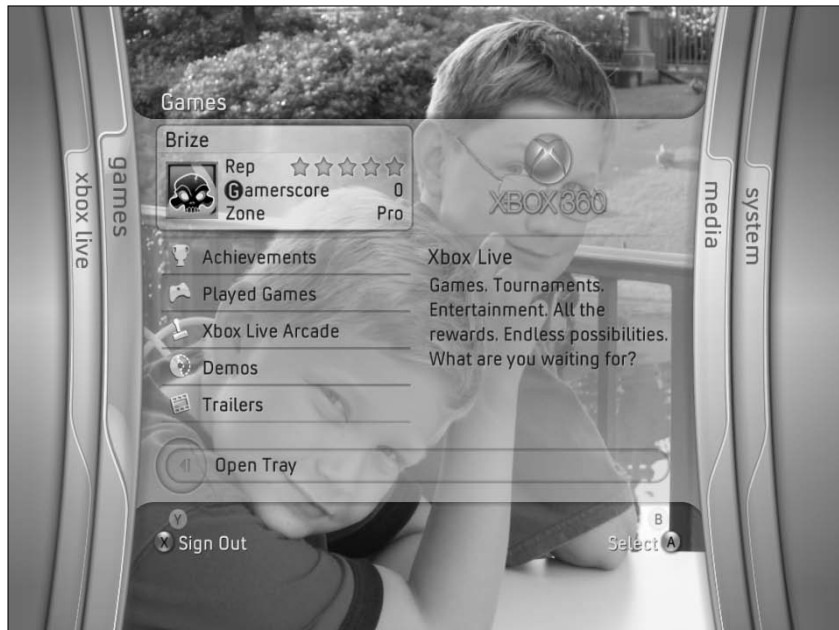 Games
Brize
Rep
Gamerscore 0
Zone Pro
XBOX 360
xbox live
games
media
system
Achievements
Played Games
Xbox Live Arcade
Demos
Trailers
Xbox Live
Games. Tournaments.
Entertainment. All the
rewards. Endless possibilities.
What are you waiting for?
Open Tray
Y
X Sign Out
B
Select A